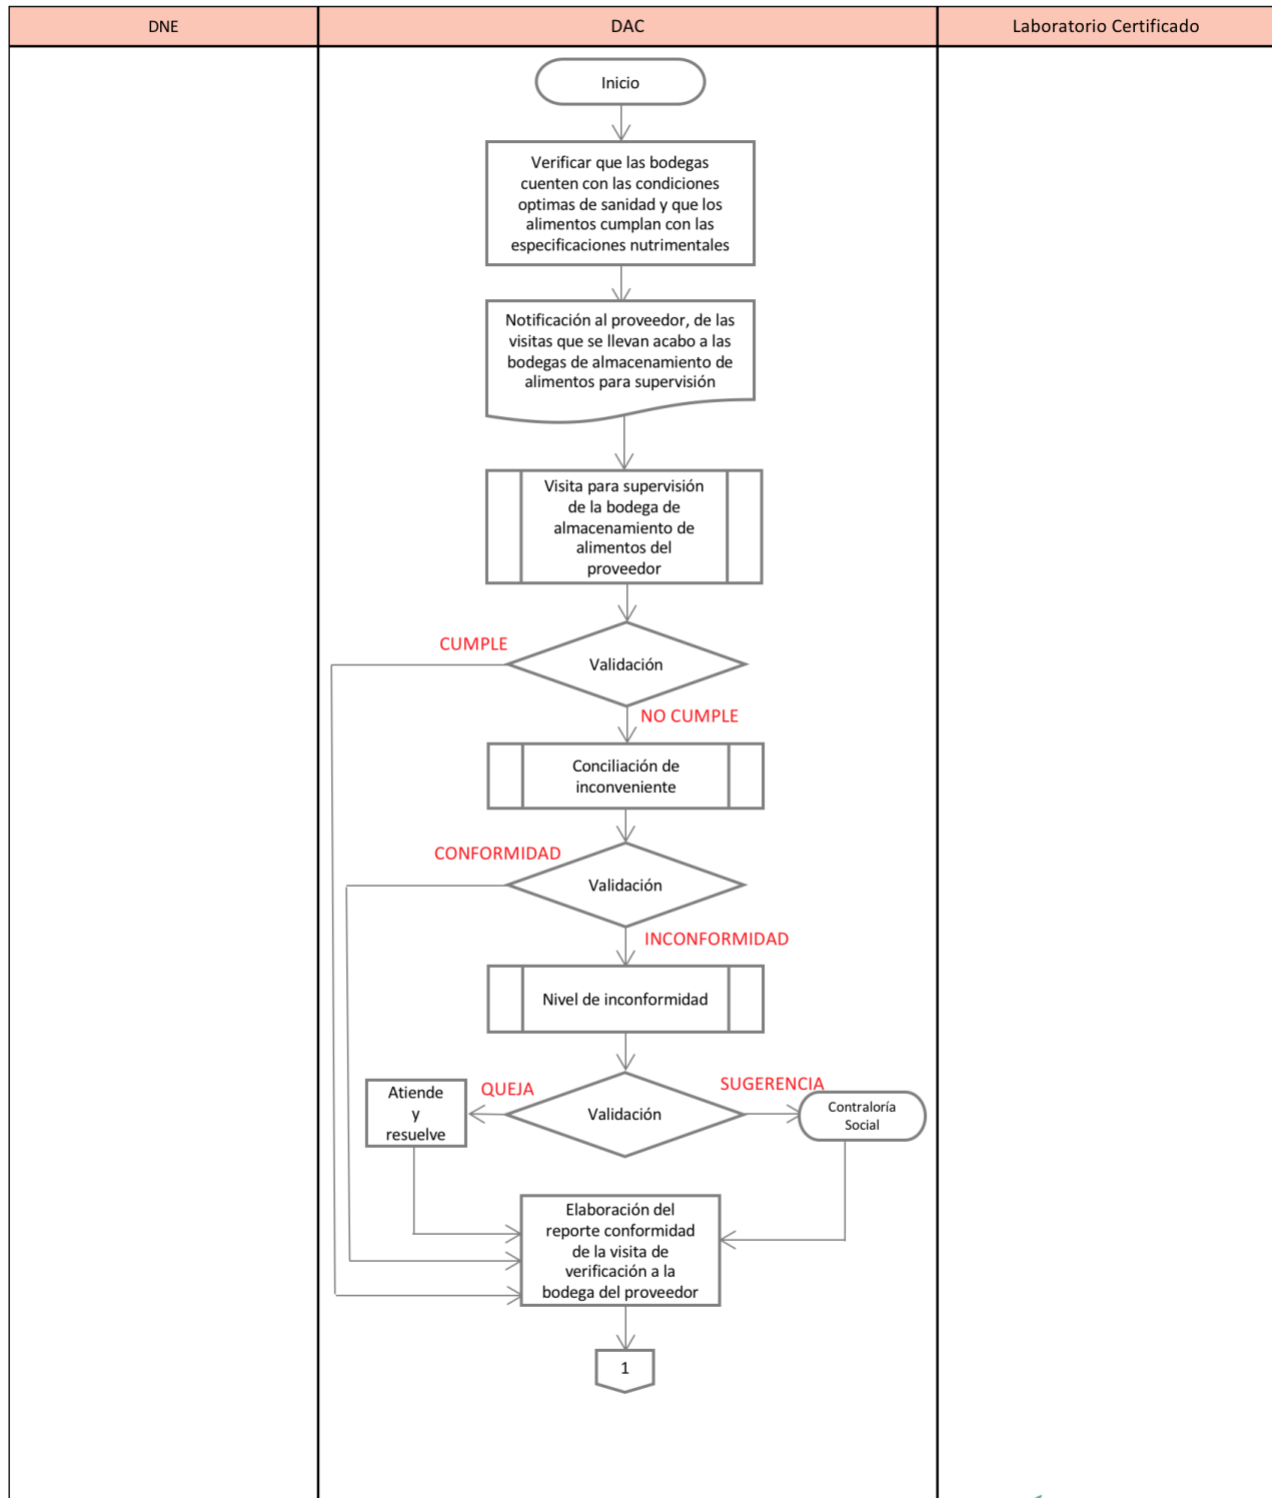 DNE
DAC
Laboratorio Certificado
Inicio
Verificar que las bodegas
cuenten con las condiciones
optimas de sanidad y que los
alimentos cumplan con las
especificaciones nutrimentales
Notificación al proveedor, de las
visitas que se llevan acabo a las
bodegas de almacenamiento de
alimentos para supervisión
Visita para supervisión
de la bodega de
almacenamiento de
alimentos del
proveedor
CUMPLE
Validación
NO CUMPLE
Conciliación de
inconveniente
CONFORMIDAD
Validación
INCONFORMIDAD
Nivel de inconformidad
QUEJA
SUGERENCIA
Atiende
y
resuelve
Validación
Contraloría
Social
Elaboración del
reporte conformidad
de la visita de
verificación a la
bodega del proveedor
1